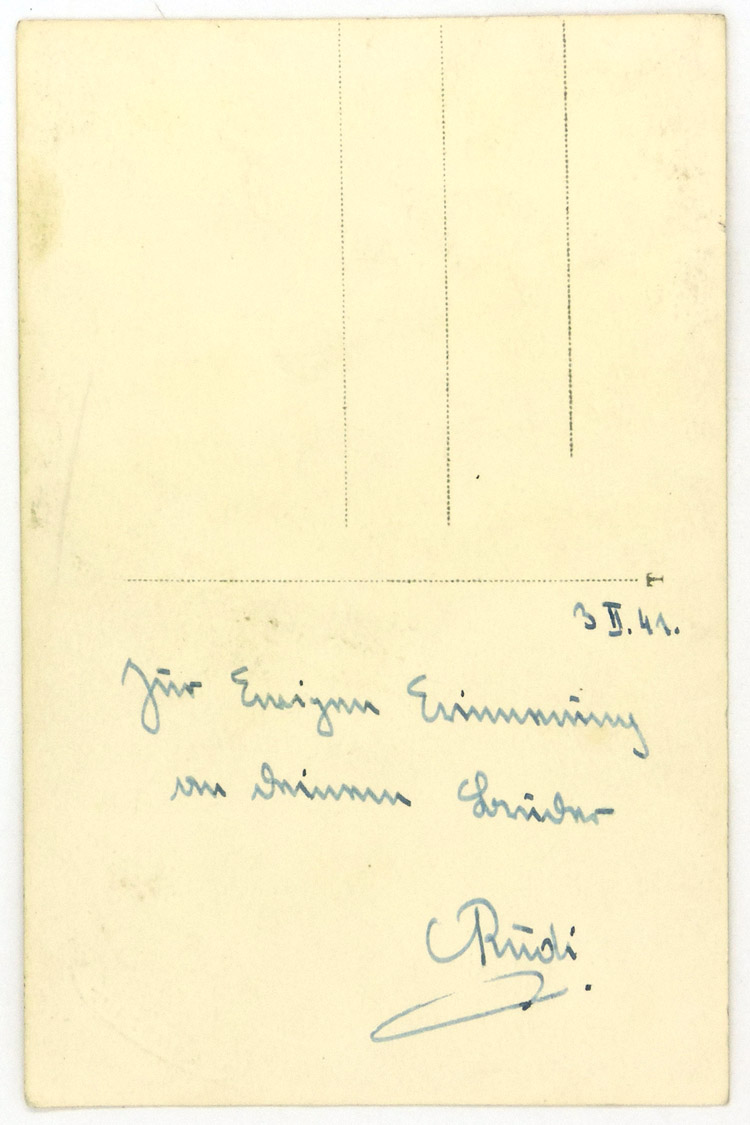 3 II. 41.
Zur Ewigen Erinnerung
an deinen Bruder
Rudi.